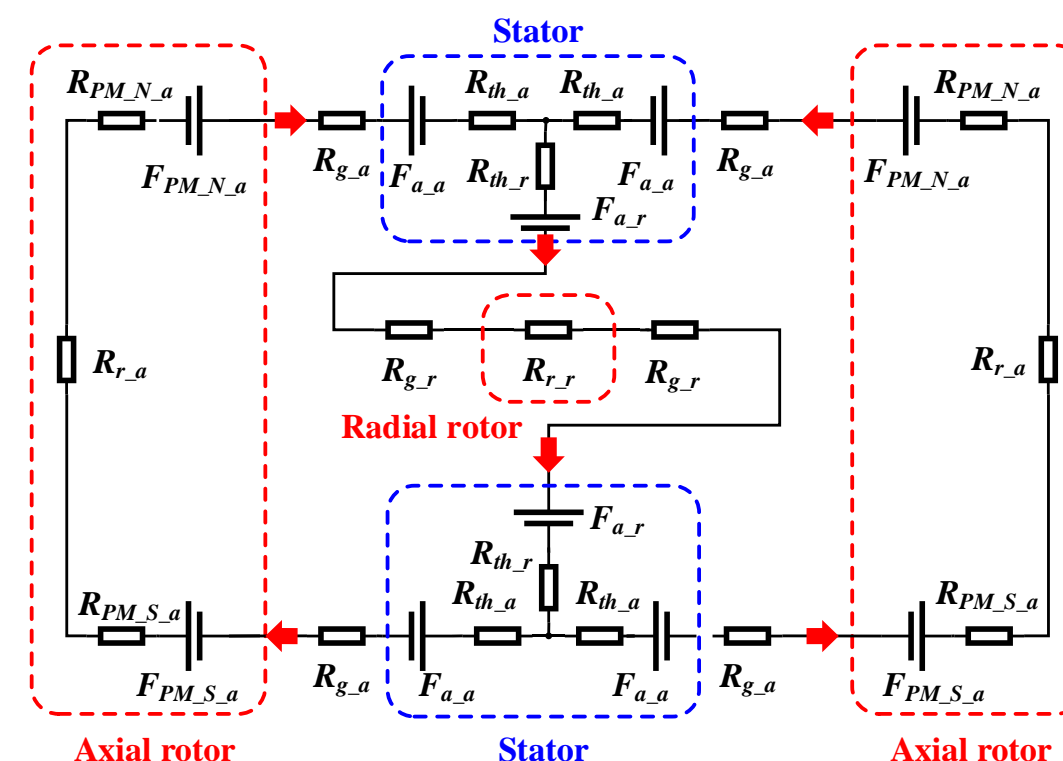 Stator
R_PM_N_a R_th_a R_th_a R_PM_N_a
F_PM_N_a R_g_a F_a_a R_th_r F_a_a R_g_a F_PM_N_a
F_a_r
R_r_a R_g_r R_r_r R_g_r R_r_a
Radial rotor
F_a_r
R_th_r
R_PM_S_a R_th_a R_th_a R_PM_S_a
F_PM_S_a R_g_a F_a_a F_a_a R_g_a F_PM_S_a
Axial rotor Stator Axial rotor